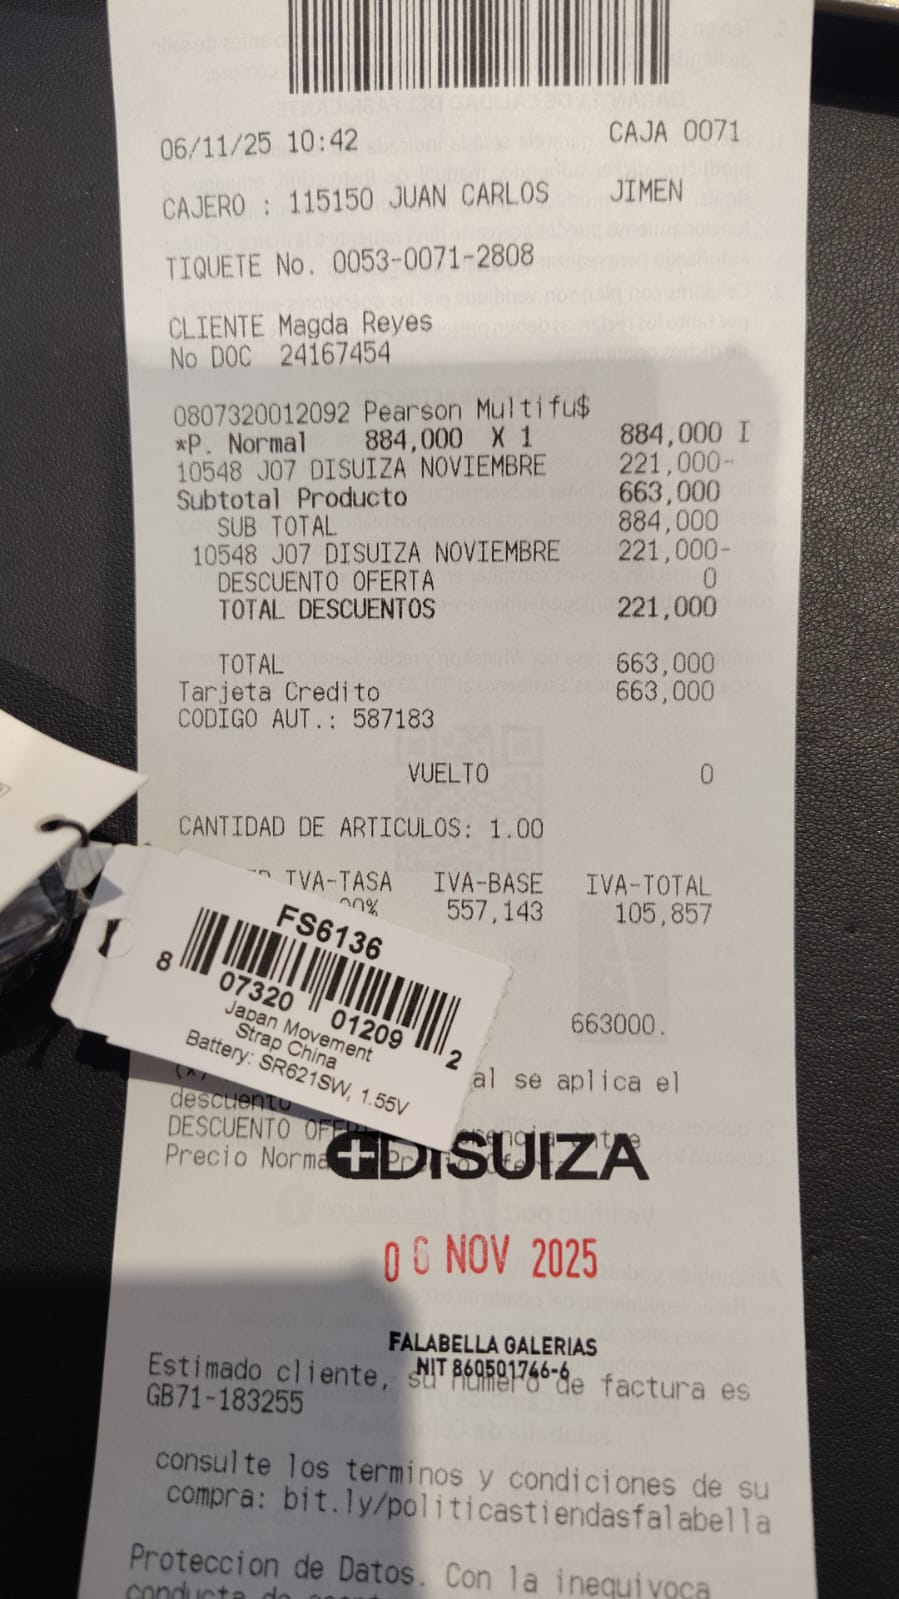 06/11/25 10:42 CAJA 0071
CAJERO : 115150 JUAN CARLOS JIMEN
TIQUETE No. 0053-0071-2808
CLIENTE Magda Reyes
No DOC 24167454
0807320012092 Pearson Multifu$
*P. Normal 884,000 X 1 884,000 I
10548 J07 DISUIZA NOVIEMBRE 221,000-
Subtotal Producto 663,000
SUB TOTAL 884,000
10548 J07 DISUIZA NOVIEMBRE 221,000-
DESCUENTO OFERTA 0
TOTAL DESCUENTOS 221,000
TOTAL 663,000
Tarjeta Credito 663,000
CODIGO AUT.: 587183
VUELTO 0
CANTIDAD DE ARTICULOS: 1.00
IVA-TASA IVA-BASE IVA-TOTAL
00% 557,143 105,857
FS6136
8 07320 01209 2
Japan Movement
Strap China
Battery: SR621SW, 1.55V
663000.
al se aplica el
descuento
DESCUENTO entre
Precio
DISUIZA
06 NOV 2025
FALABELLA GALERIAS
NIT 860501766-6
Estimado cliente, su numero de factura es
GB71-183255
consulte los terminos y condiciones de su
compra: bit.ly/politicastiendasfalabella
Proteccion de Datos. Con la inequivoca
conducta de